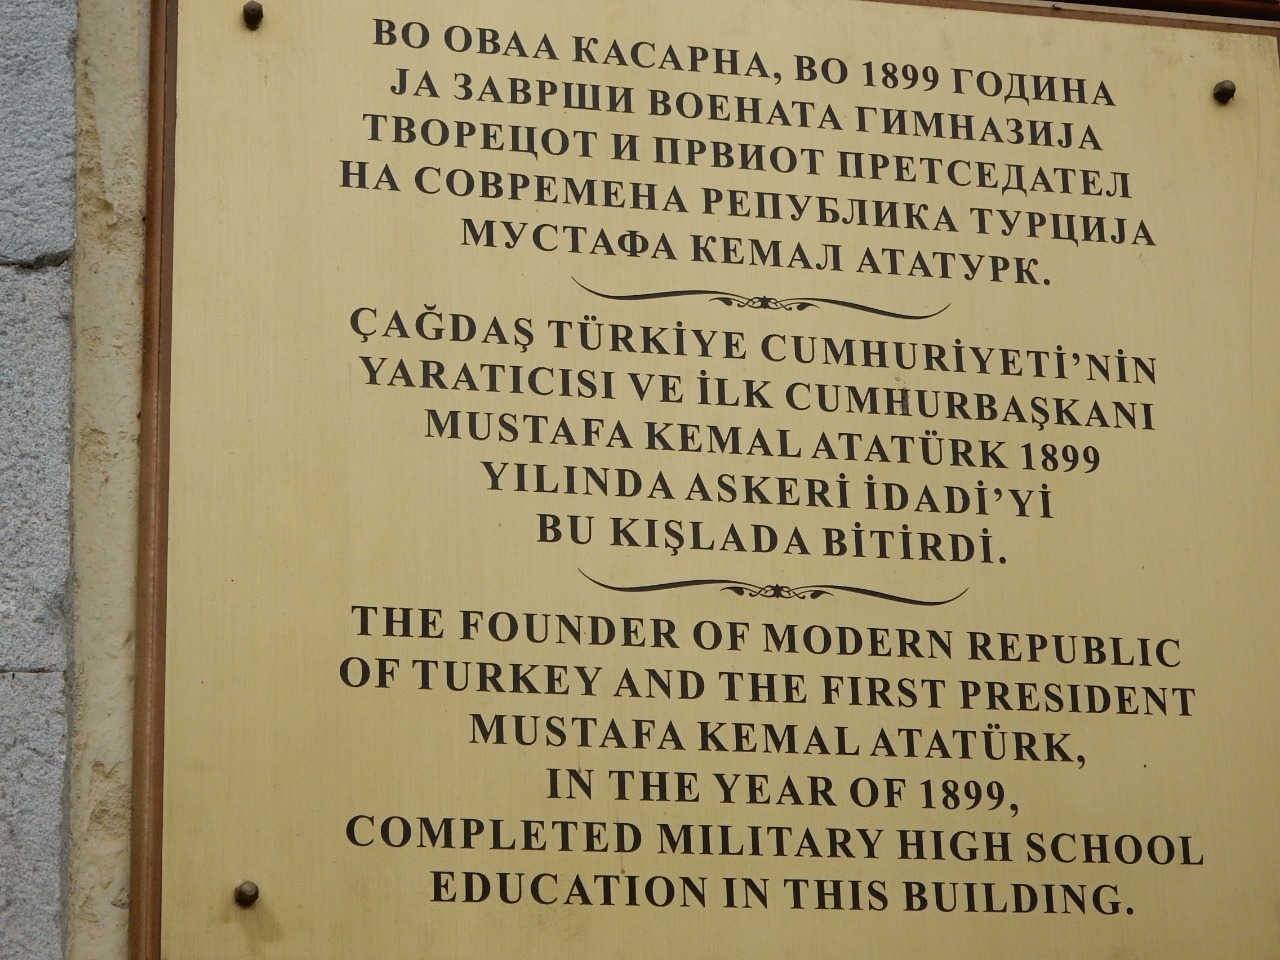 ВО ОВАА КАСАРНА, ВО 1899 ГОДИНА
ЈА ЗАВРШИ ВОЕНАТА ГИМНАЗИЈА
ТВОРЕЦОТ И ПРВИОТ ПРЕТСЕДАТЕЛ
НА СОВРЕМЕНА РЕПУБЛИКА ТУРЦИЈА
МУСТАФА КЕМАЛ АТАТУРК.
ÇAĞDAŞ TÜRKİYE CUMHURİYETİ’NİN
YARATICISI VE İLK CUMHURBAŞKANI
MUSTAFA KEMAL ATATÜRK 1899
YILINDA ASKERİ İDADİ’Yİ
BU KIŞLADA BİTİRDİ.
THE FOUNDER OF MODERN REPUBLIC
OF TURKEY AND THE FIRST PRESIDENT
MUSTAFA KEMAL ATATÜRK,
IN THE YEAR OF 1899,
COMPLETED MILITARY HIGH SCHOOL
EDUCATION IN THIS BUILDING.